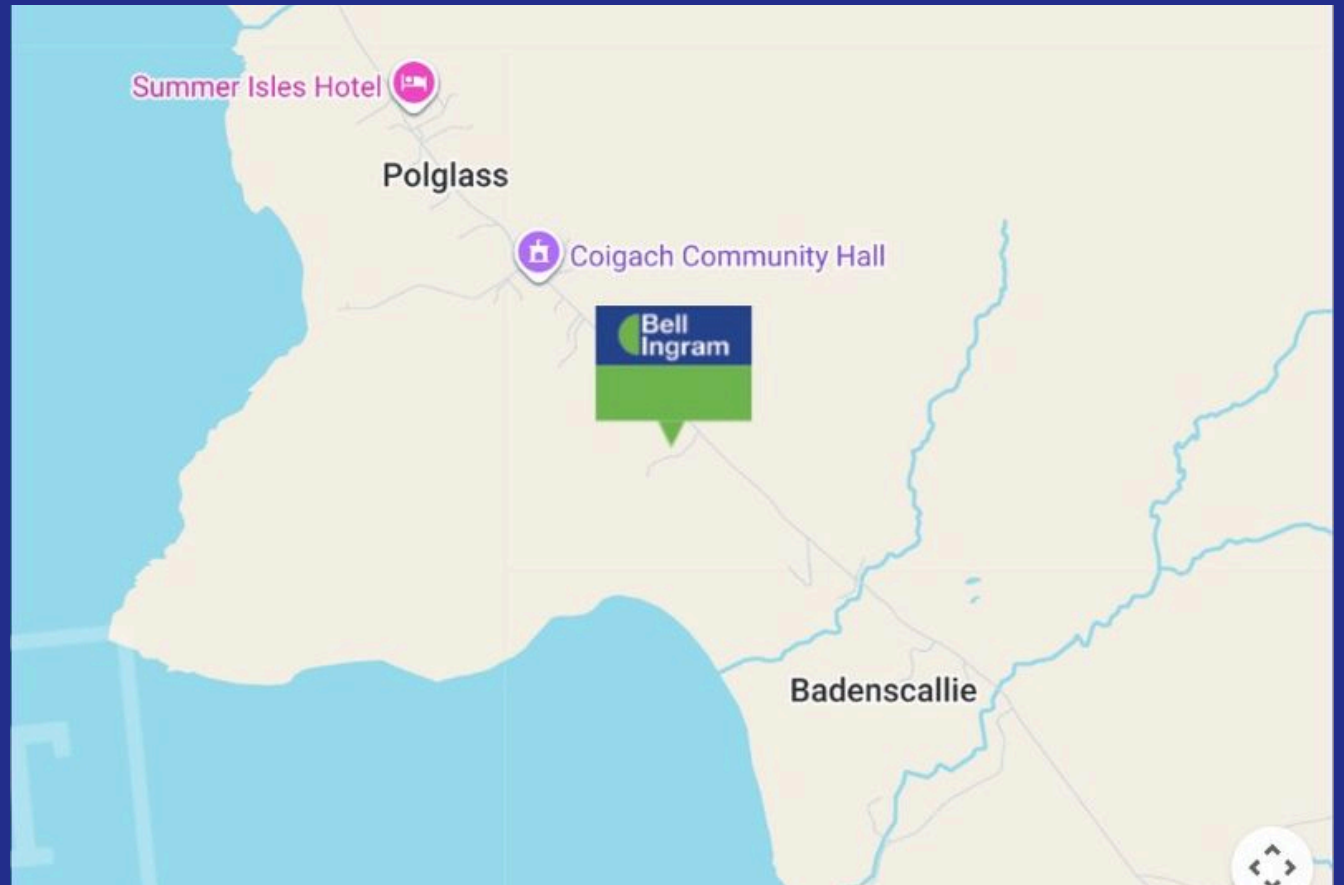 Summer Isles Hotel
Polglass
Coigach Community Hall
Bell
Ingram
Badenscallie